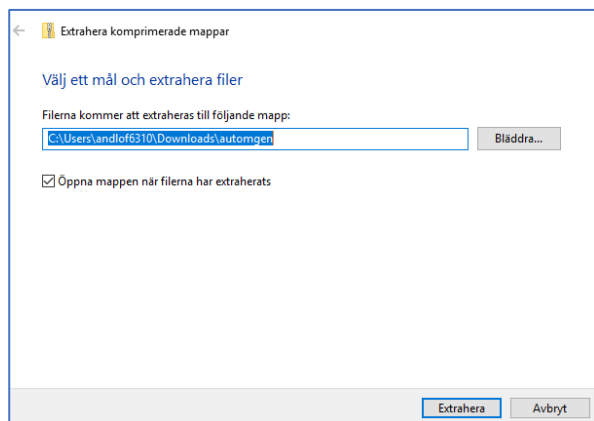 Extrahera komprimerade mappar
Välj ett mål och extrahera filer
Filerna kommer att extraheras till följande mapp:
C:\Users\andlof6310\Downloads\automgen
Bläddra...
Öppna mappen när filerna har extraherats
Extrahera
Avbryt